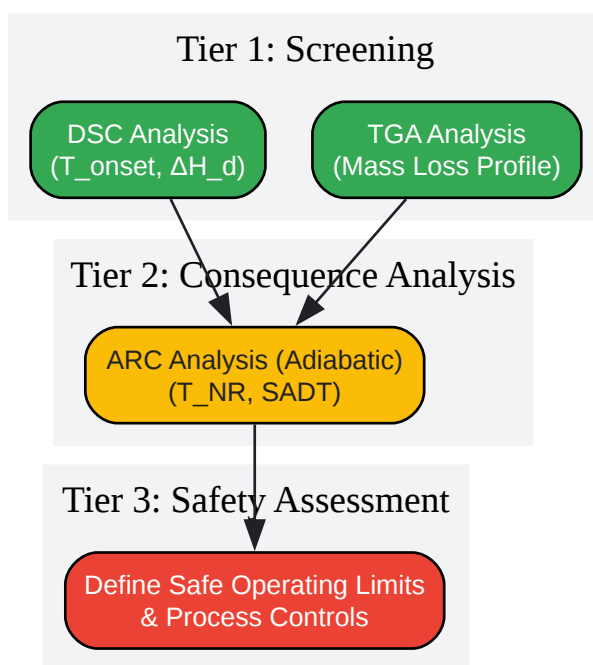 Tier 1: Screening
DSC Analysis
(T_onset, ΔH_d)
TGA Analysis
(Mass Loss Profile)
Tier 2: Consequence Analysis
ARC Analysis (Adiabatic)
(T_NR, SADT)
Tier 3: Safety Assessment
Define Safe Operating Limits
& Process Controls